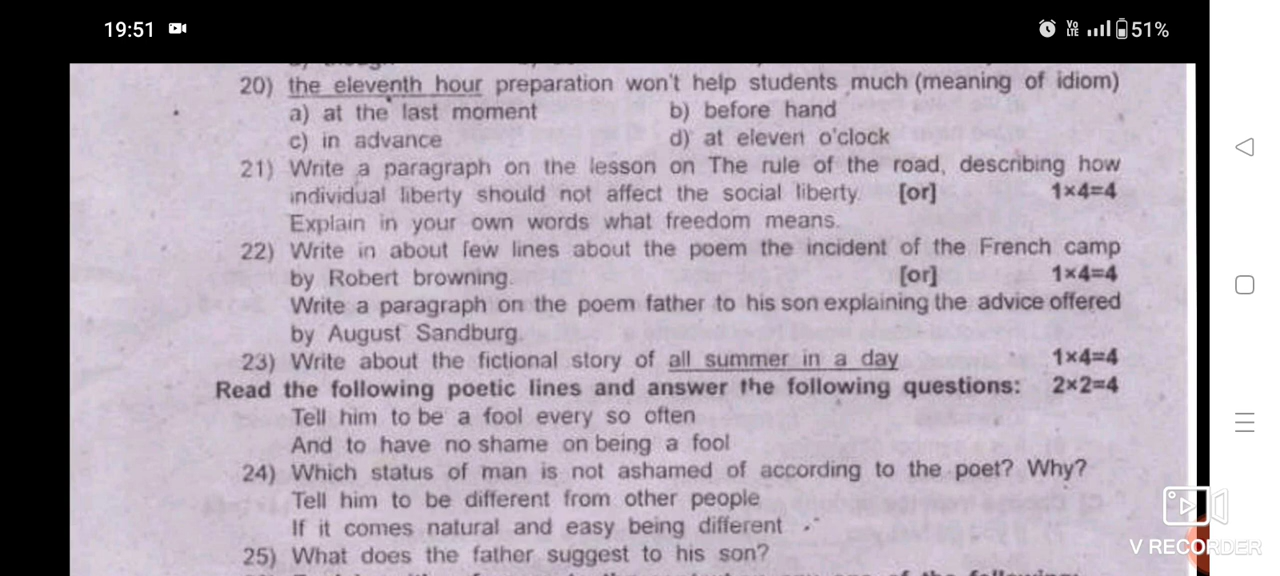 19:51
Vo LTE 51%
20) the eleventh hour preparation won't help students much (meaning of idiom)
a) at the last moment b) before hand
c) in advance d) at eleven o'clock
21) Write a paragraph on the lesson on The rule of the road, describing how
individual liberty should not affect the social liberty. [or] 1×4=4
Explain in your own words what freedom means.
22) Write in about few lines about the poem the incident of the French camp
by Robert browning. [or] 1×4=4
Write a paragraph on the poem father to his son explaining the advice offered
by August Sandburg.
23) Write about the fictional story of all summer in a day 1×4=4
Read the following poetic lines and answer the following questions: 2×2=4
Tell him to be a fool every so often
And to have no shame on being a fool
24) Which status of man is not ashamed of according to the poet? Why?
Tell him to be different from other people
If it comes natural and easy being different
25) What does the father suggest to his son?
V RECORDER